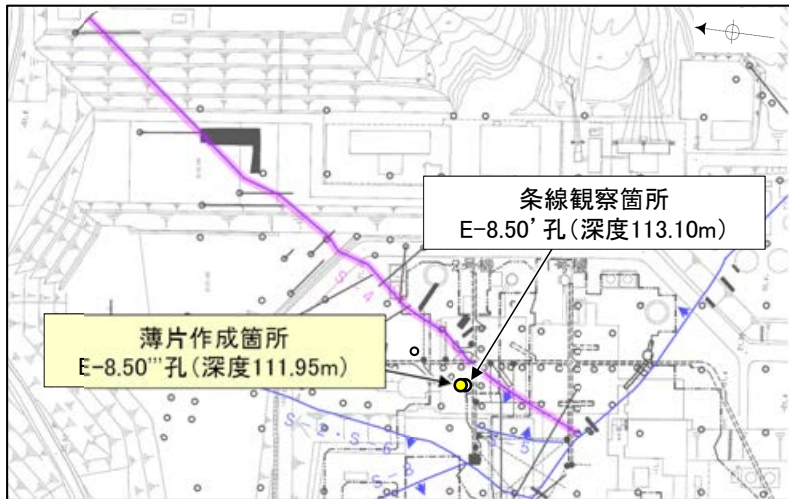 条線観察箇所
E-8.50’孔(深度113.10m)
2号機
1号機
S-4
薄片作成箇所
E-8.50’’’孔(深度111.95m)
S-2・S-6
S-5
S-8